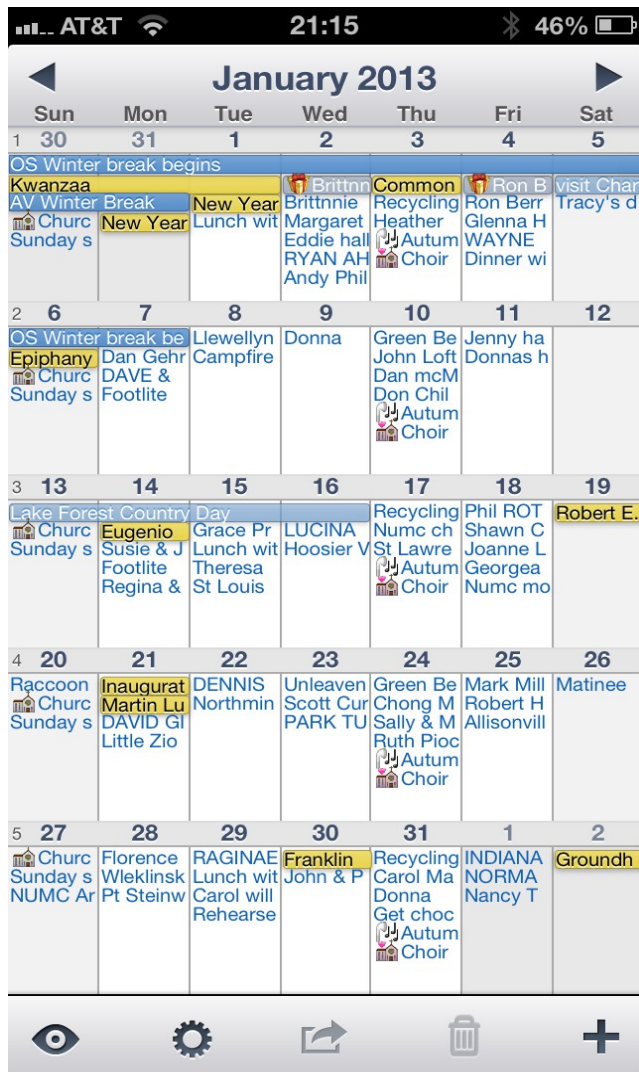 AT&T 21:15 46%
January 2013
Sun Mon Tue Wed Thu Fri Sat
1 30 31 1 2 3 4 5
OS Winter break begins
Kwanzaa Brittnn Common Ron B visit Char
AV Winter Break New Year Brittnnie Recycling Ron Berr Tracy's d
Churc New Year Lunch wit Margaret Heather Glenna H
Sunday s Eddie hall Autum WAYNE
RYAN AH Choir Dinner wi
Andy Phil
2 6 7 8 9 10 11 12
OS Winter break be Llewellyn Donna Green Be Jenny ha
Epiphany Dan Gehr Campfire John Loft Donnas h
Churc DAVE & Dan mcM
Sunday s Footlite Don Chil
Autum
Choir
3 13 14 15 16 17 18 19
Lake Forest Country Day Recycling Phil ROT Robert E.
Churc Eugenio Grace Pr LUCINA Numc ch Shawn C
Sunday s Susie & J Lunch wit Hoosier V St Lawre Joanne L
Footlite Theresa Autum Georgea
Regina & St Louis Choir Numc mo
4 20 21 22 23 24 25 26
Raccoon Inaugurat DENNIS Unleaven Green Be Mark Mill Matinee
Churc Martin Lu Northmin Scott Cur Chong M Robert H
Sunday s DAVID GI PARK TU Sally & M Allisonvill
Little Zio Ruth Pioc
Autum
Choir
5 27 28 29 30 31 1 2
Churc Florence RAGINAE Franklin Recycling INDIANA Groundh
Sunday s Wleklinsk Lunch wit John & P Carol Ma NORMA
NUMC Ar Pt Steinw Carol will Donna Nancy T
Rehearse Get choc
Autum
Choir